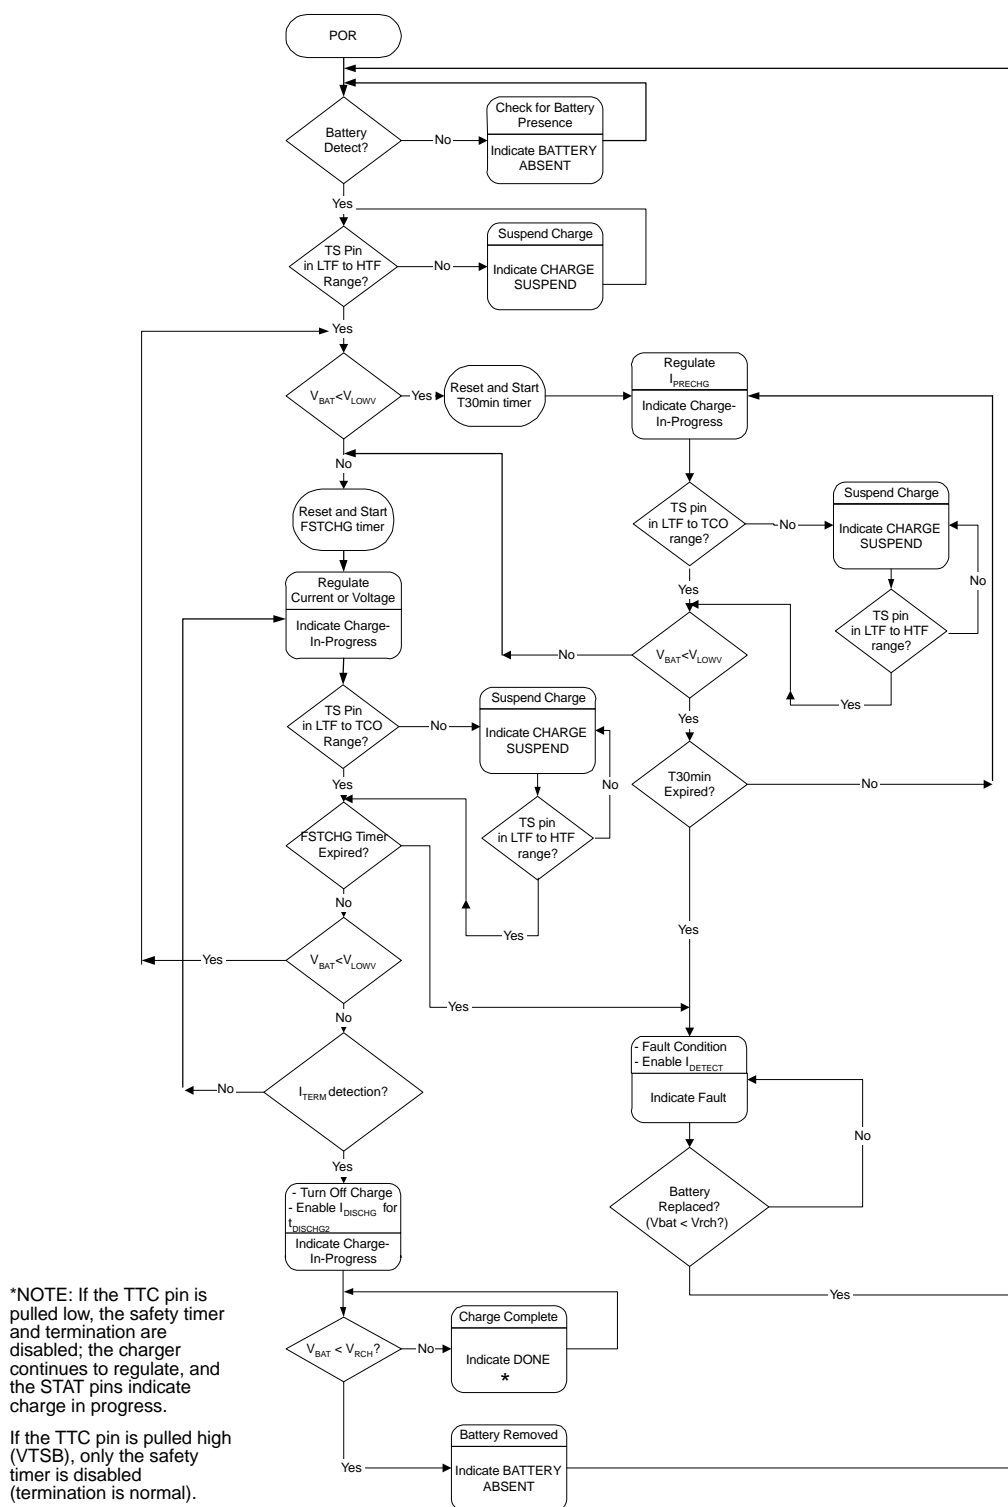 POR
Battery
Detect?
No
Check for Battery
Presence
Indicate BATTERY
ABSENT
Yes
TS Pin
in LTF to HTF
Range?
No
Suspend Charge
Indicate CHARGE
SUSPEND
Yes
VBAT<VLOWV
Yes
Reset and Start
T30min timer
Regulate
IPRECHG
Indicate Charge-
In-Progress
No
TS pin
in LTF to TCO
range?
No
Suspend Charge
Indicate CHARGE
SUSPEND
No
TS pin
in LTF to HTF
range?
Yes
Yes
VBAT<VLOWV
No
Yes
T30min
Expired?
No
Yes
Reset and Start
FSTCHG timer
Regulate
Current or Voltage
Indicate Charge-
In-Progress
TS Pin
in LTF to TCO
Range?
No
Suspend Charge
Indicate CHARGE
SUSPEND
No
TS pin
in LTF to HTF
range?
Yes
Yes
FSTCHG Timer
Expired?
Yes
No
VBAT<VLOWV
Yes
No
ITERM detection?
No
Yes
- Fault Condition
- Enable IDETECT
Indicate Fault
No
Battery
Replaced?
(Vbat < Vrch?)
Yes
- Turn Off Charge
- Enable IDISCHG for
tDISCHG2
Indicate Charge-
In-Progress
VBAT < VRCH?
No
Charge Complete
Indicate DONE
*
Yes
Battery Removed
Indicate BATTERY
ABSENT
*NOTE: If the TTC pin is
pulled low, the safety timer
and termination are
disabled; the charger
continues to regulate, and
the STAT pins indicate
charge in progress.
If the TTC pin is pulled high
(VTSB), only the safety
timer is disabled
(termination is normal).